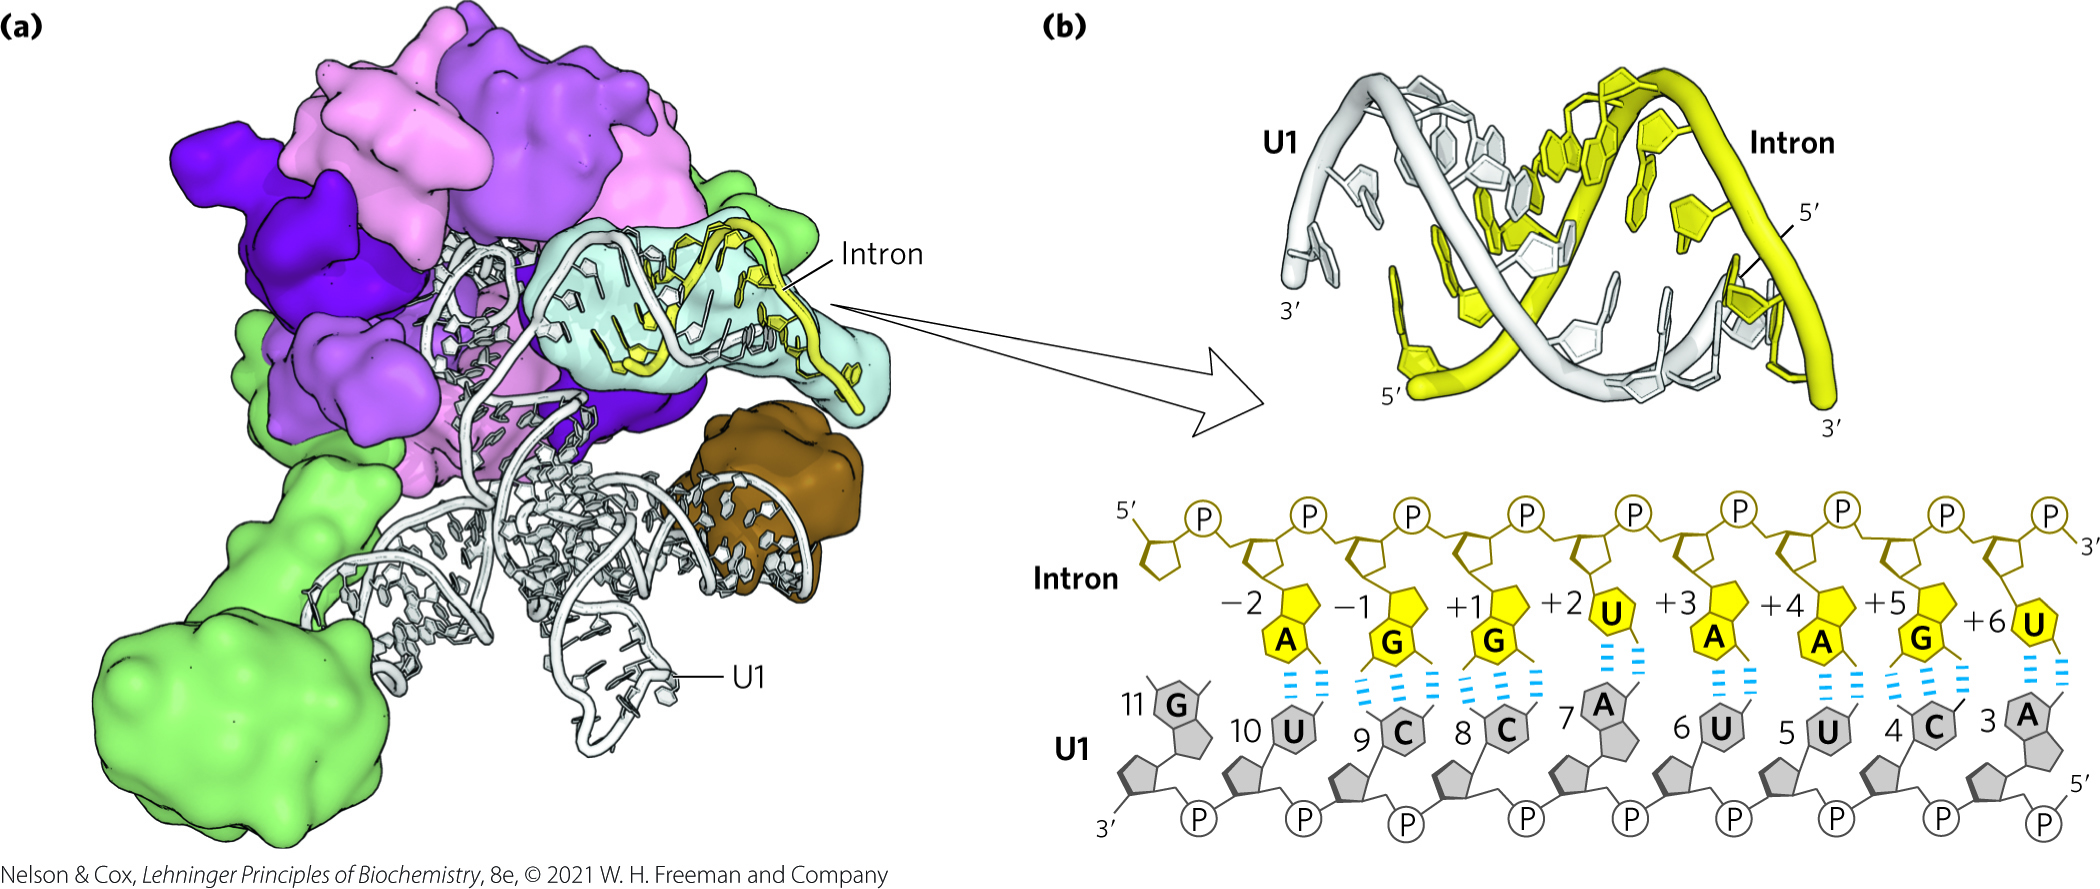 (a)
Intron
U1
(b)
U1
Intron
5′
3′
5′
3′
5′ P P P P P P P P P 3′
Intron
−2 A −1 G +1 G +2 U +3 A +4 A +5 G +6 U
11 G 10 U 9 C 8 C 7 A 6 U 5 U 4 C 3 A
U1
3′ P P P P P P P P P 5′
Nelson & Cox, Lehninger Principles of Biochemistry, 8e, © 2021 W. H. Freeman and Company